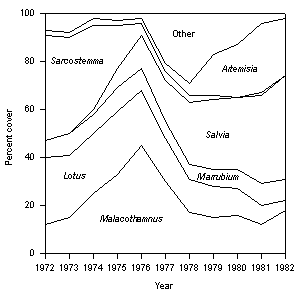 100
80
60
40
20
0
Percent cover
Other
Sarcostemma
Artemisia
Salvia
Lotus
Marrubium
Malacothamnus
1972 1973 1974 1975 1976 1977 1978 1979 1980 1981 1982
Year